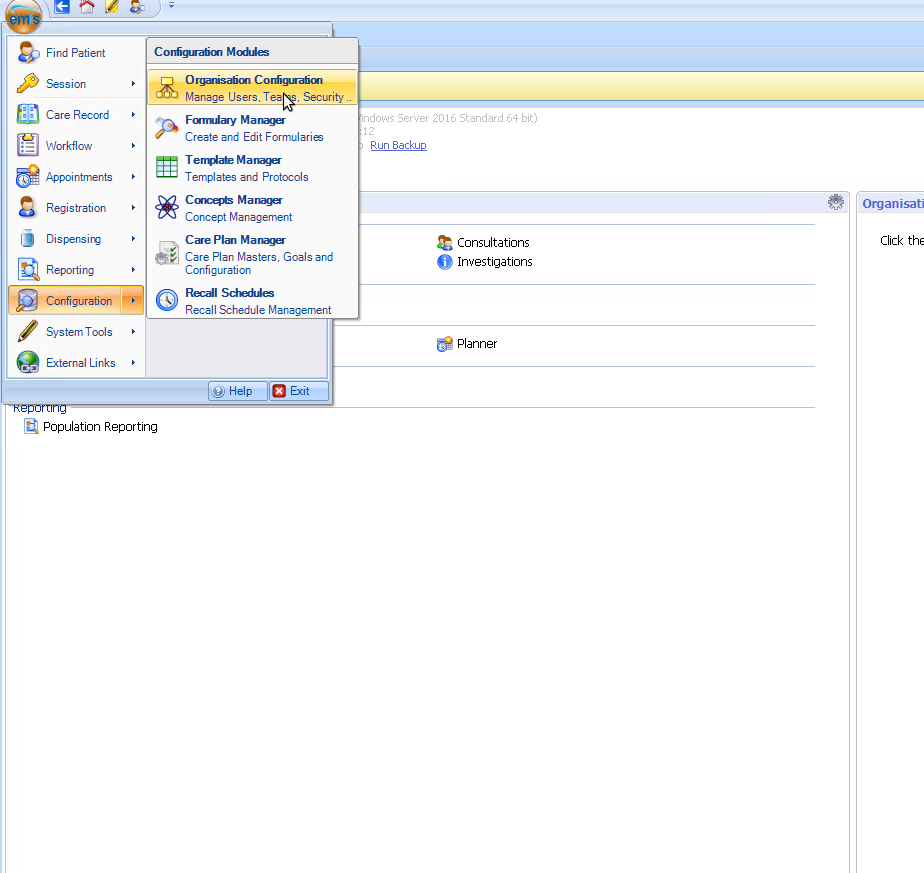 emis
Find Patient
Session
Care Record
Workflow
Appointments
Registration
Dispensing
Reporting
Configuration
System Tools
External Links
Help
Exit
Configuration Modules
Organisation Configuration
Manage Users, Teams, Security ..
Formulary Manager
Create and Edit Formularies
Template Manager
Templates and Protocols
Concepts Manager
Concept Management
Care Plan Manager
Care Plan Masters, Goals and
Configuration
Recall Schedules
Recall Schedule Management
Windows Server 2016 Standard 64 bit)
:12
Run Backup
Consultations
Investigations
Planner
Reporting
Population Reporting
Organisati
Click the